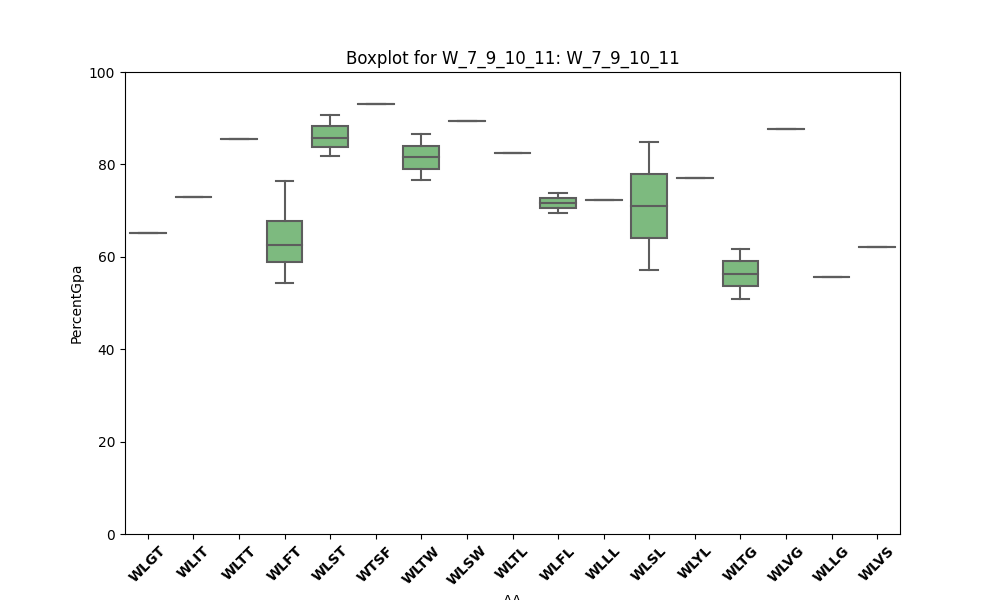 Boxplot for W_7_9_10_11: W_7_9_10_11
100
80
60
40
20
0
PercentGpa
WLGT WLIT WLTT WLFT WLST WTSF WLTW WLSW WLTL WLFL WLLL WLSL WLYL WLTG WLVG WLLG WLVS
AA